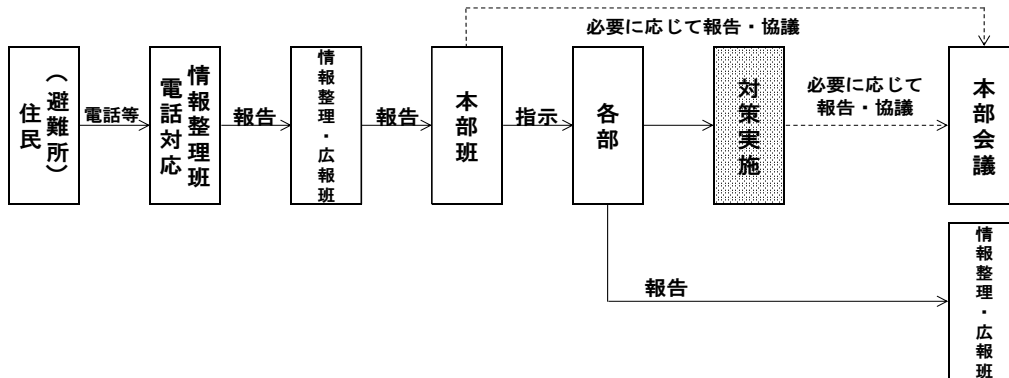 必要に応じて報告・協議
住民
（避難所）
電話等
情報整理班
電話対応
報告
情報整理・広報班
報告
本部班
指示
各部
対策実施
必要に応じて
報告・協議
本部会議
報告
情報整理・広報班